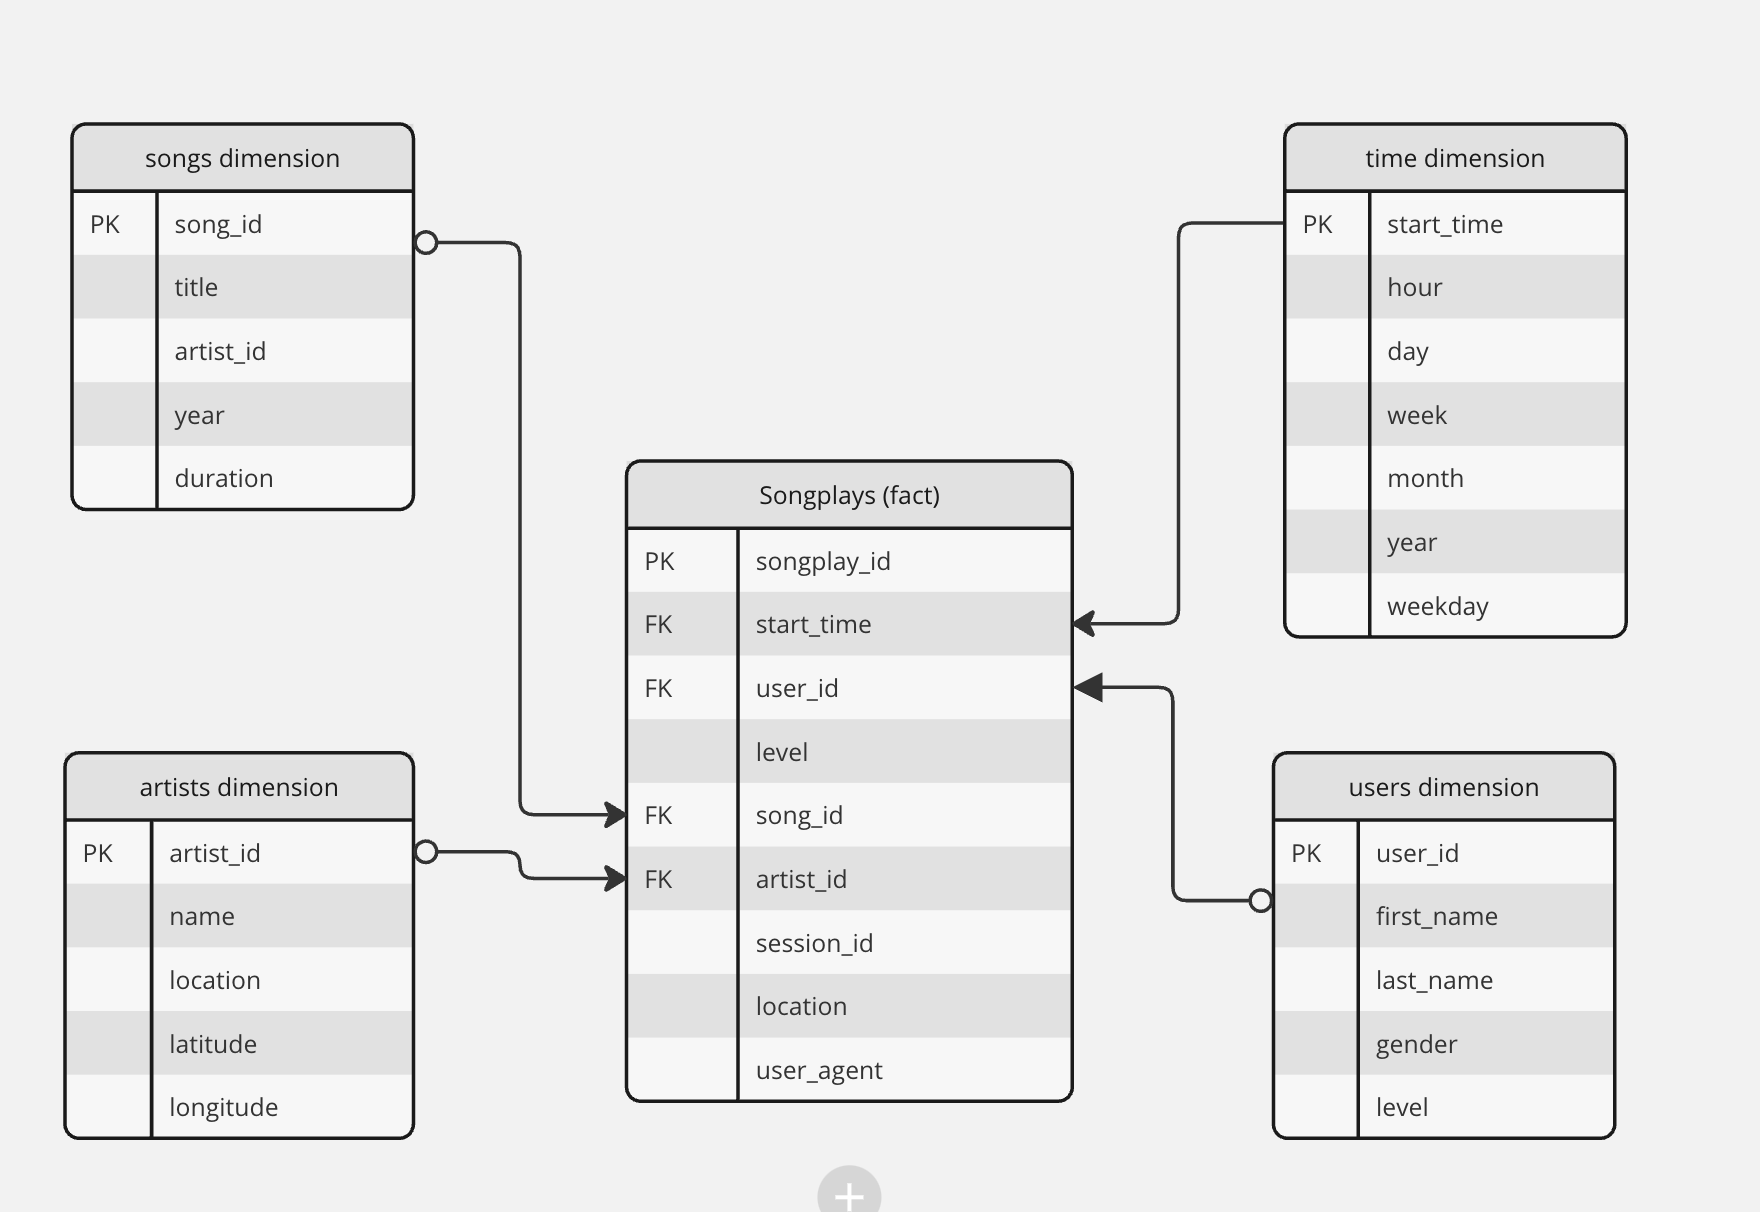 songs dimension
PK song_id
title
artist_id
year
duration
time dimension
PK start_time
hour
day
week
month
year
weekday
Songplays (fact)
PK songplay_id
FK start_time
FK user_id
level
FK song_id
FK artist_id
session_id
location
user_agent
artists dimension
PK artist_id
name
location
latitude
longitude
users dimension
PK user_id
first_name
last_name
gender
level